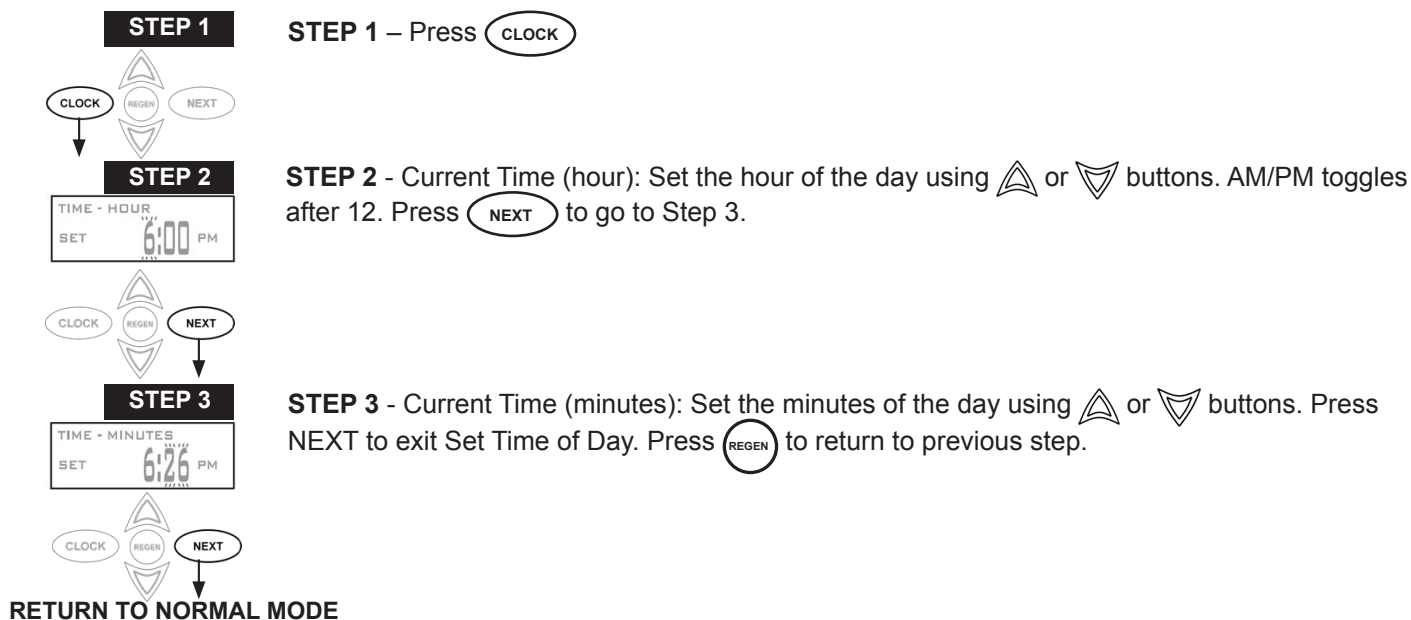 STEP 1
STEP 1 – Press CLOCK
CLOCK REGEN NEXT
STEP 2
STEP 2 - Current Time (hour): Set the hour of the day using or buttons. AM/PM toggles
after 12. Press NEXT to go to Step 3.
TIME - HOUR
SET 6:00 PM
CLOCK REGEN NEXT
STEP 3
STEP 3 - Current Time (minutes): Set the minutes of the day using or buttons. Press
NEXT to exit Set Time of Day. Press REGEN to return to previous step.
TIME - MINUTES
SET 6:26 PM
CLOCK REGEN NEXT
RETURN TO NORMAL MODE